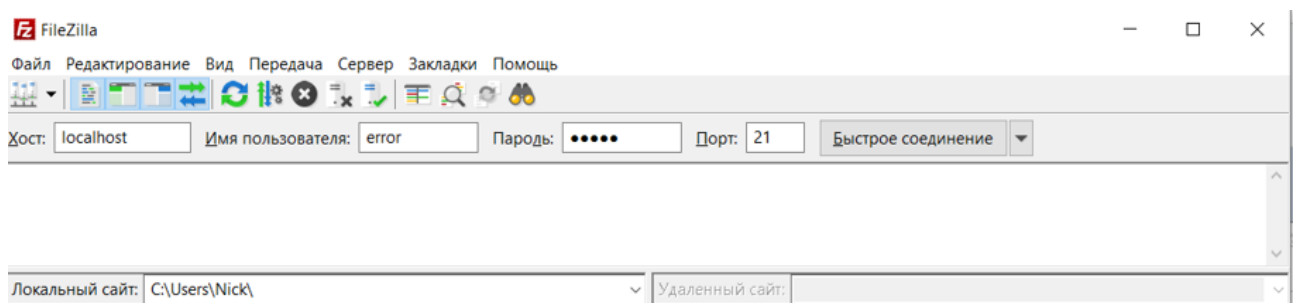 FileZilla
Файл Редактирование Вид Передача Сервер Закладки Помощь
Хост: localhost Имя пользователя: error Пароль: ●●●●● Порт: 21 Быстрое соединение
Локальный сайт: C:\Users\Nick\ Удаленный сайт: